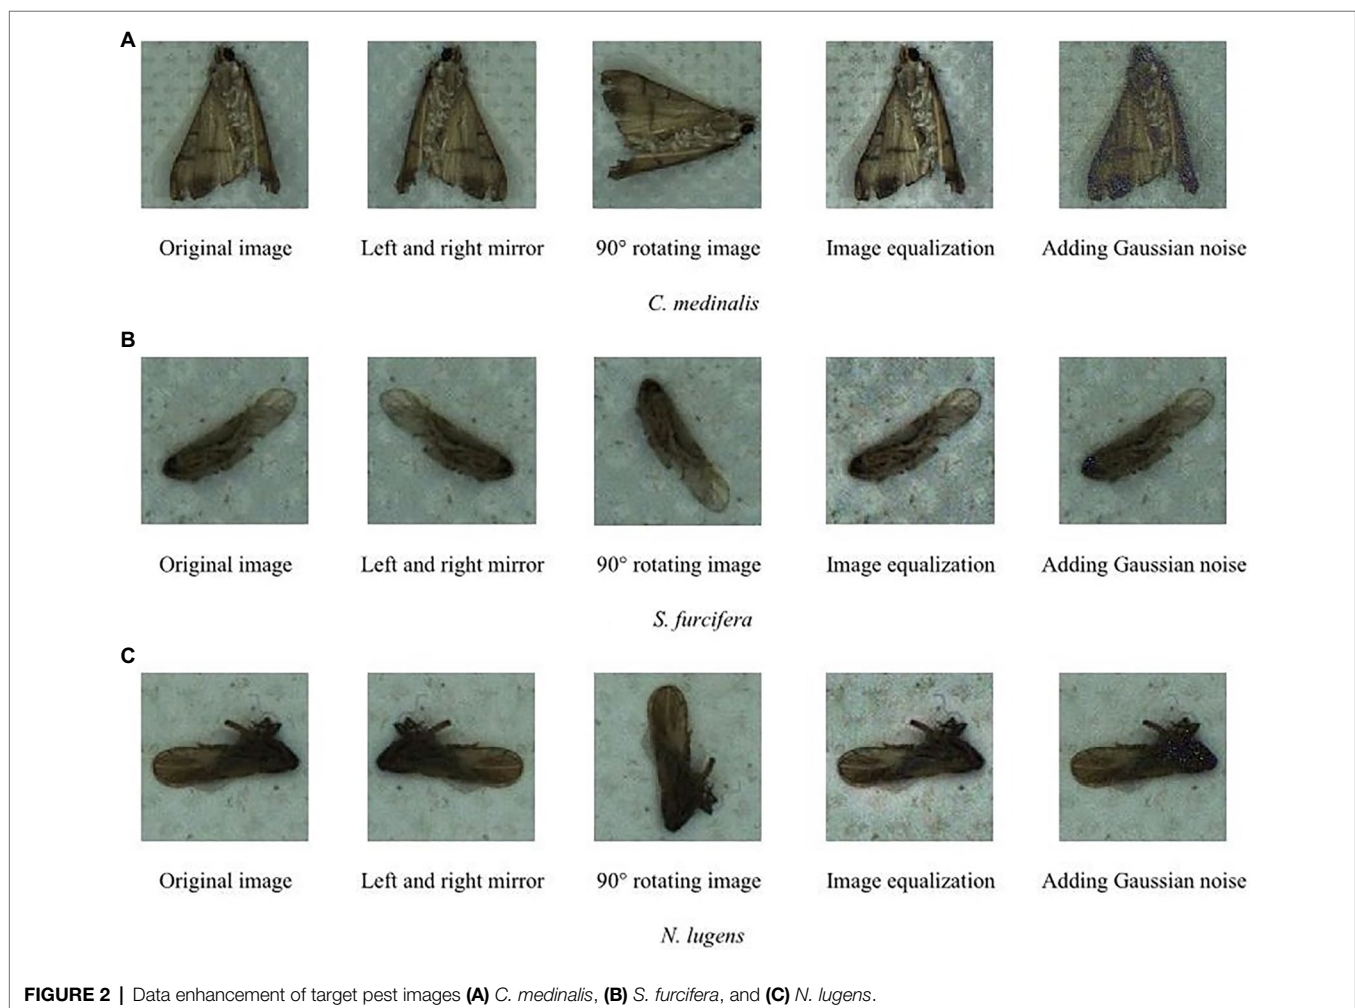 A
Original image Left and right mirror 90° rotating image Image equalization Adding Gaussian noise
C. medinalis
B
Original image Left and right mirror 90° rotating image Image equalization Adding Gaussian noise
S. furcifera
C
Original image Left and right mirror 90° rotating image Image equalization Adding Gaussian noise
N. lugens
FIGURE 2 | Data enhancement of target pest images (A) C. medinalis, (B) S. furcifera, and (C) N. lugens.